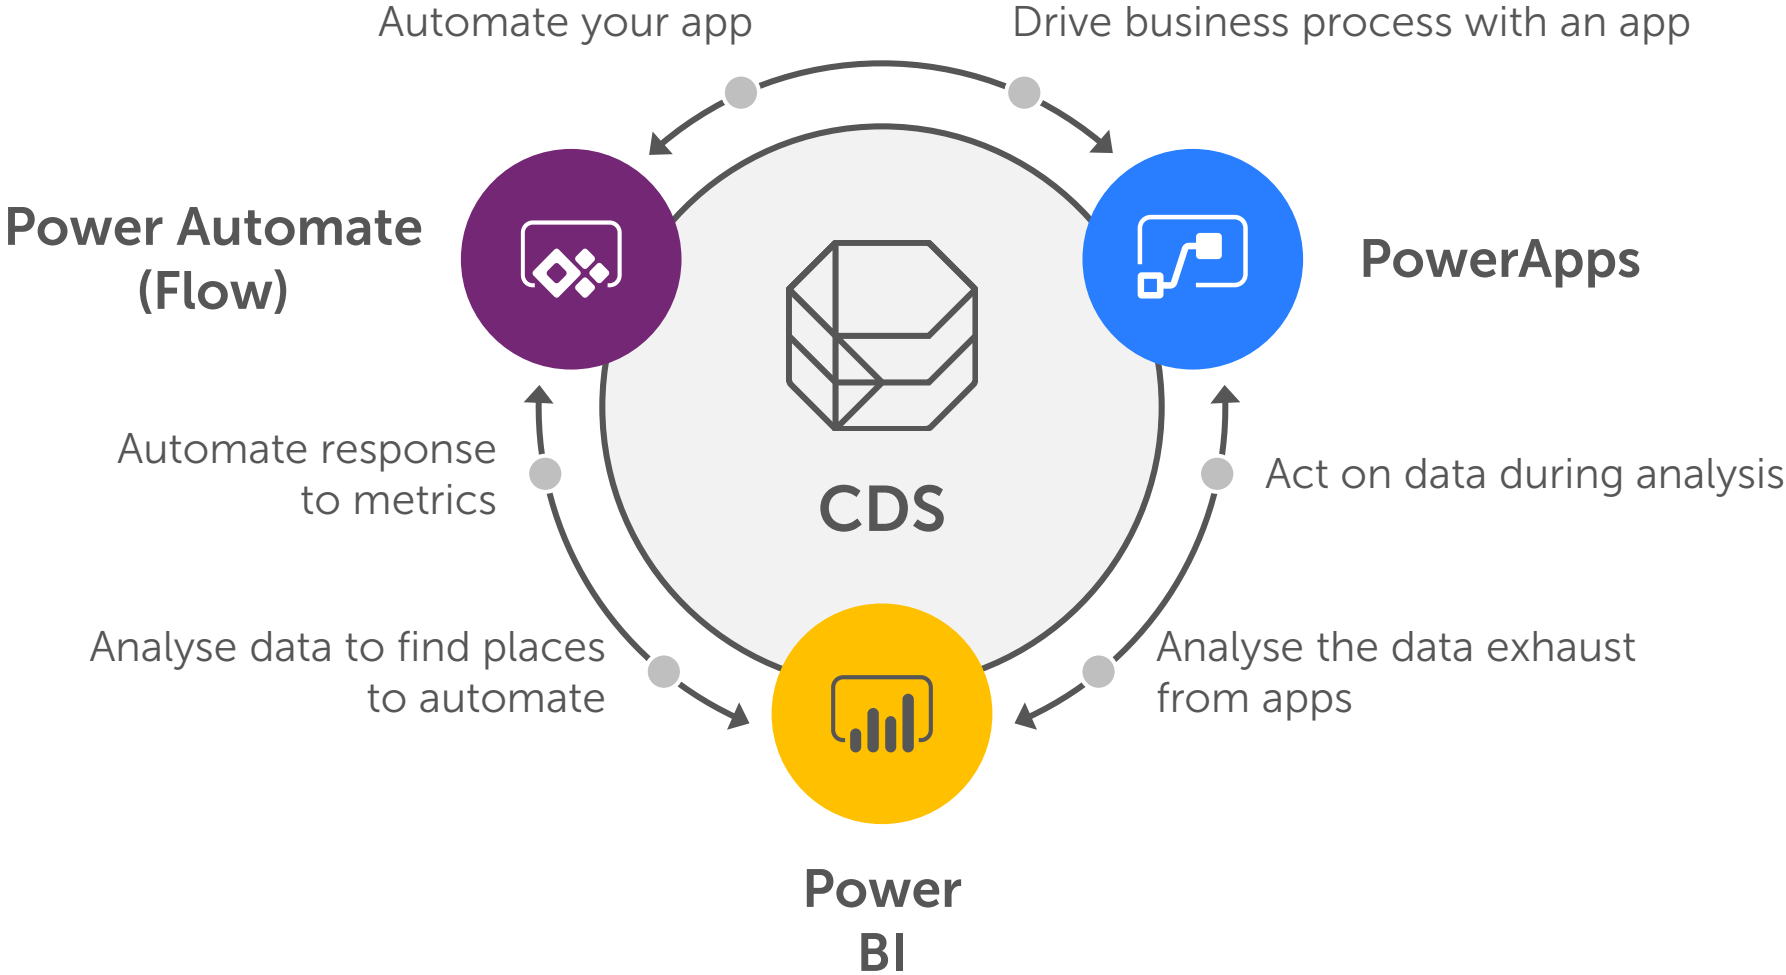 Automate your app
Drive business process with an app
Power Automate
(Flow)
PowerApps
Automate response
to metrics
Act on data during analysis
CDS
Analyse data to find places
to automate
Analyse the data exhaust
from apps
Power
BI